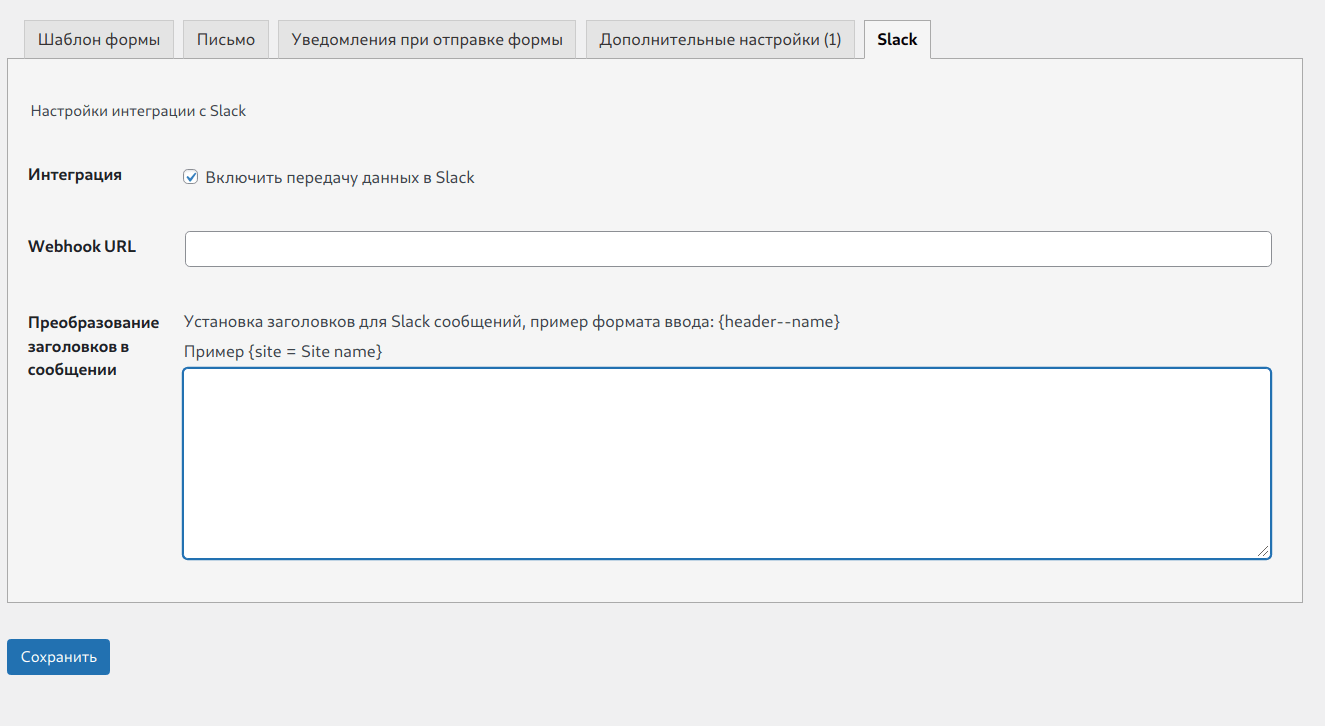 Шаблон формы
Письмо
Уведомления при отправке формы
Дополнительные настройки (1)
Slack
Настройки интеграции с Slack
Интеграция
Включить передачу данных в Slack
Webhook URL
Преобразование
заголовков в
сообщении
Установка заголовков для Slack сообщений, пример формата ввода: {header--name}
Пример {site = Site name}
Сохранить